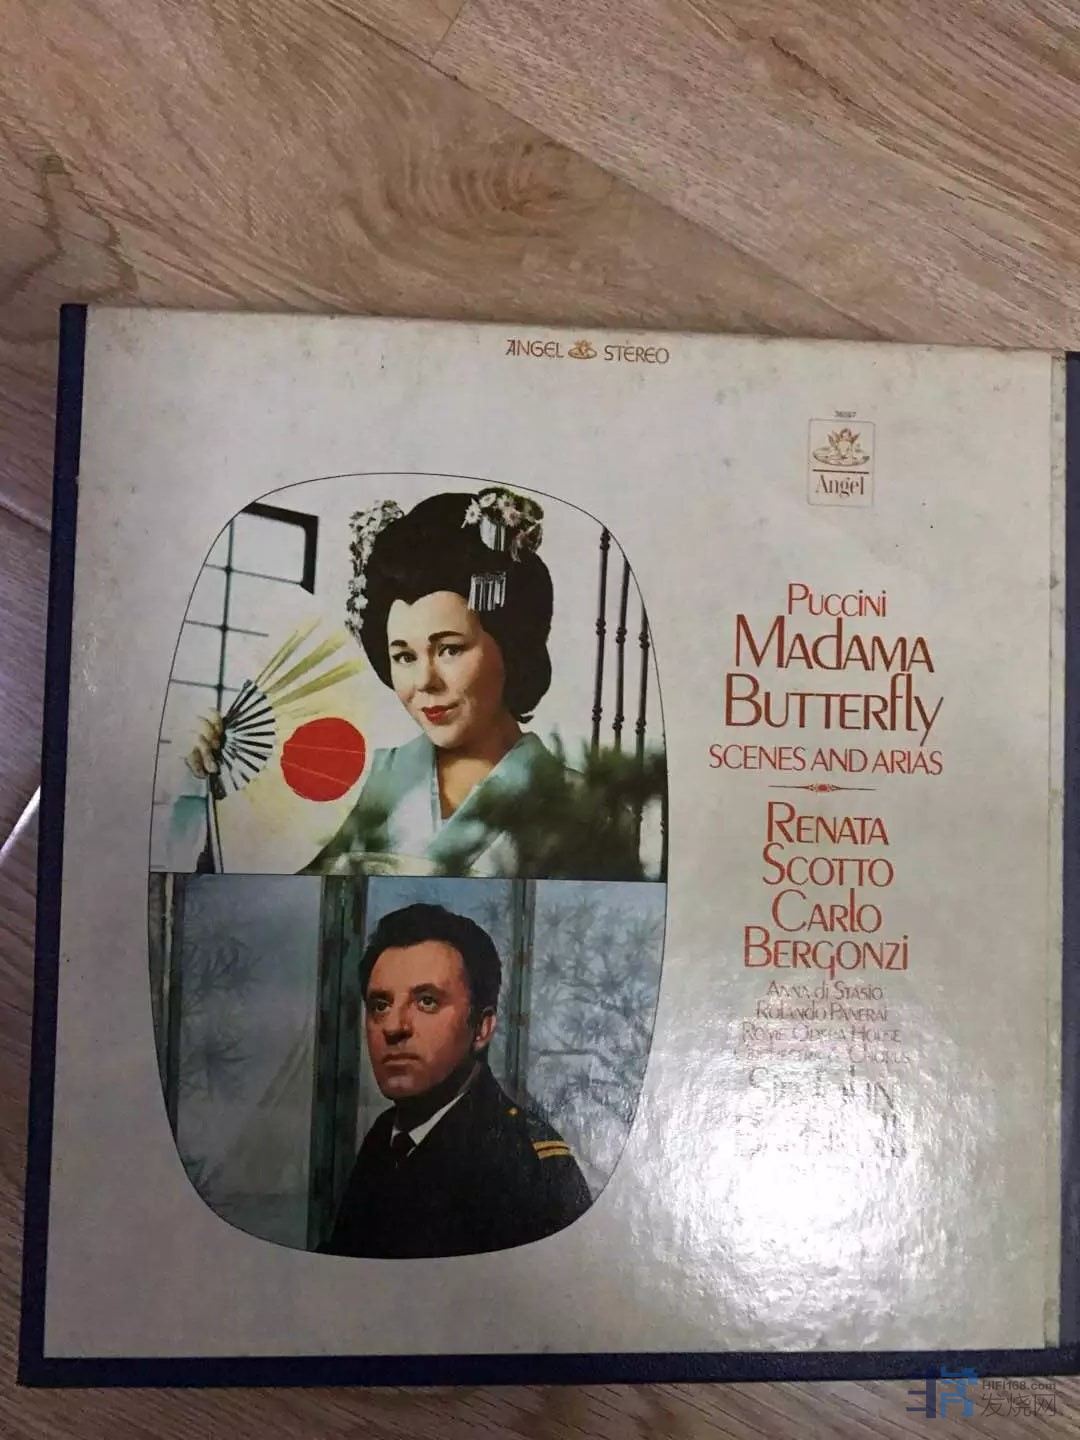 ANGEL STEREO
Angel
PUCCINI
MADAMA
BUTTERFLY
SCENES AND ARIAS
RENATA
SCOTTO
CARLO
BERGONZI
ANNA di STASIO
ROLANDO PANERAI
ROME OPERA HOUSE
CHORUS
HIFI168.com
发烧网